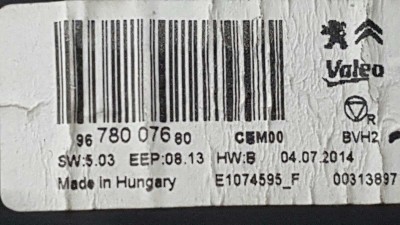 Valeo
R
96 780 076 80 CBM00 BVH2
SW:5.03 EEP:08.13 HW:B 04.07.2014
Made in Hungary E1074595_F 00313897